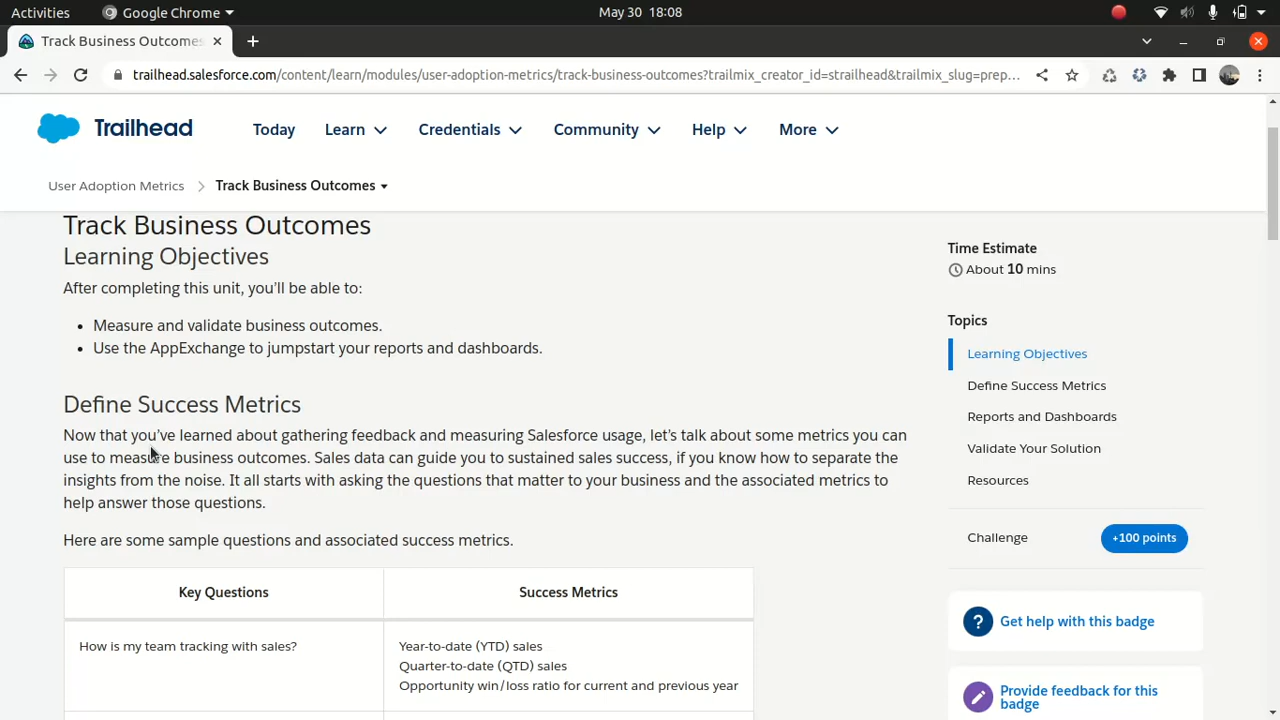 Activities
Google Chrome
May 30 18:08
Track Business Outcomes
trailhead.salesforce.com/content/learn/modules/user-adoption-metrics/track-business-outcomes?trailmix_creator_id=strailhead&trailmix_slug=prep...
Trailhead
Today
Learn
Credentials
Community
Help
More
User Adoption Metrics
Track Business Outcomes
Track Business Outcomes
Learning Objectives
After completing this unit, you’ll be able to:
• Measure and validate business outcomes.
• Use the AppExchange to jumpstart your reports and dashboards.
Define Success Metrics
Now that you’ve learned about gathering feedback and measuring Salesforce usage, let’s talk about some metrics you can
use to measure business outcomes. Sales data can guide you to sustained sales success, if you know how to separate the
insights from the noise. It all starts with asking the questions that matter to your business and the associated metrics to
help answer those questions.
Here are some sample questions and associated success metrics.
Key Questions
Success Metrics
How is my team tracking with sales?
Year-to-date (YTD) sales
Quarter-to-date (QTD) sales
Opportunity win/loss ratio for current and previous year
Time Estimate
About 10 mins
Topics
Learning Objectives
Define Success Metrics
Reports and Dashboards
Validate Your Solution
Resources
Challenge
+100 points
? Get help with this badge
Provide feedback for this
badge